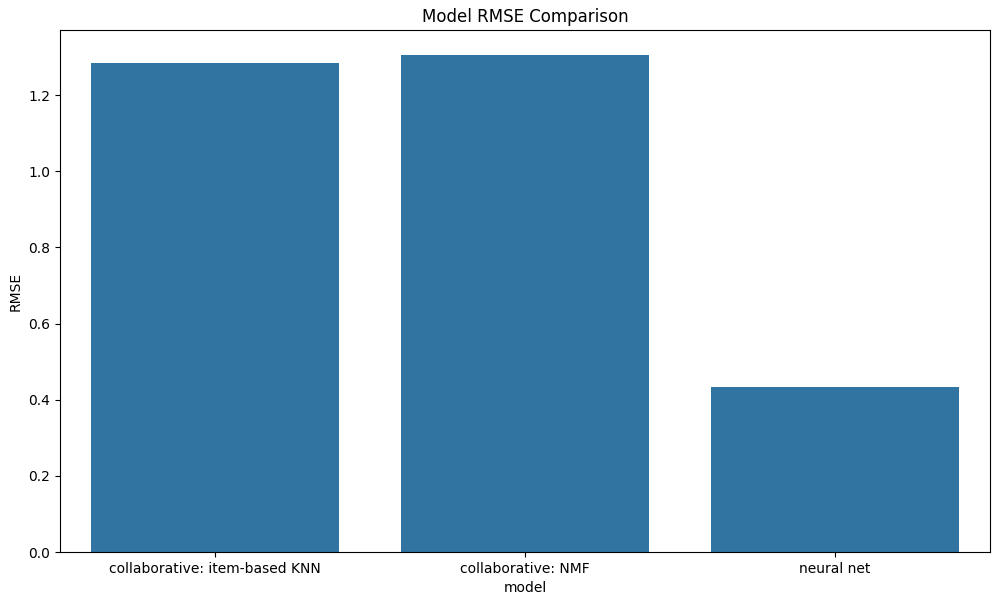 Model RMSE Comparison
RMSE
1.2
1.0
0.8
0.6
0.4
0.2
0.0
collaborative: item-based KNN
collaborative: NMF
neural net
model